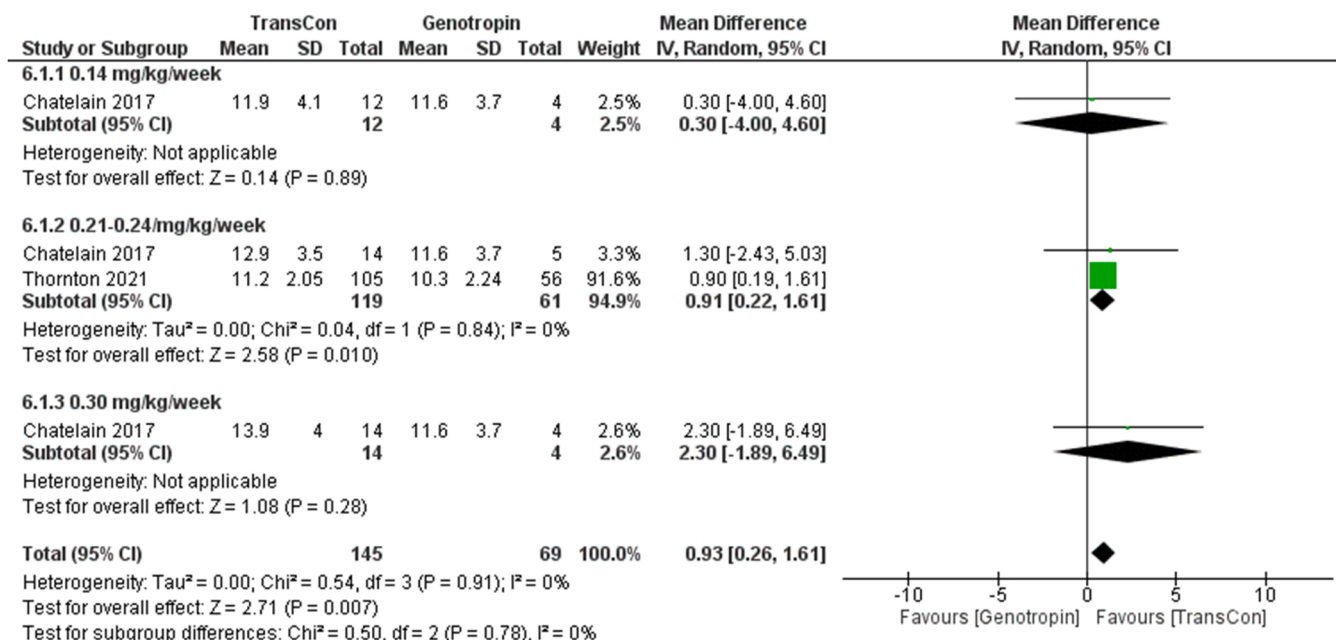 TransCon Genotropin Mean Difference Mean Difference
Study or Subgroup Mean SD Total Mean SD Total Weight IV, Random, 95% CI IV, Random, 95% CI
6.1.1 0.14 mg/kg/week
Chatelain 2017 11.9 4.1 12 11.6 3.7 4 2.5% 0.30 [-4.00, 4.60]
Subtotal (95% CI) 12 4 2.5% 0.30 [-4.00, 4.60]
Heterogeneity: Not applicable
Test for overall effect: Z = 0.14 (P = 0.89)
6.1.2 0.21-0.24/mg/kg/week
Chatelain 2017 12.9 3.5 14 11.6 3.7 5 3.3% 1.30 [-2.43, 5.03]
Thornton 2021 11.2 2.05 105 10.3 2.24 56 91.6% 0.90 [0.19, 1.61]
Subtotal (95% CI) 119 61 94.9% 0.91 [0.22, 1.61]
Heterogeneity: Tau² = 0.00; Chi² = 0.04, df = 1 (P = 0.84); I² = 0%
Test for overall effect: Z = 2.58 (P = 0.010)
6.1.3 0.30 mg/kg/week
Chatelain 2017 13.9 4 14 11.6 3.7 4 2.6% 2.30 [-1.89, 6.49]
Subtotal (95% CI) 14 4 2.6% 2.30 [-1.89, 6.49]
Heterogeneity: Not applicable
Test for overall effect: Z = 1.08 (P = 0.28)
Total (95% CI) 145 69 100.0% 0.93 [0.26, 1.61]
Heterogeneity: Tau² = 0.00; Chi² = 0.54, df = 3 (P = 0.91); I² = 0%
Test for overall effect: Z = 2.71 (P = 0.007)
Test for subgroup differences: Chi² = 0.50, df = 2 (P = 0.78), I² = 0%
-10 -5 0 5 10
Favours [Genotropin] Favours [TransCon]